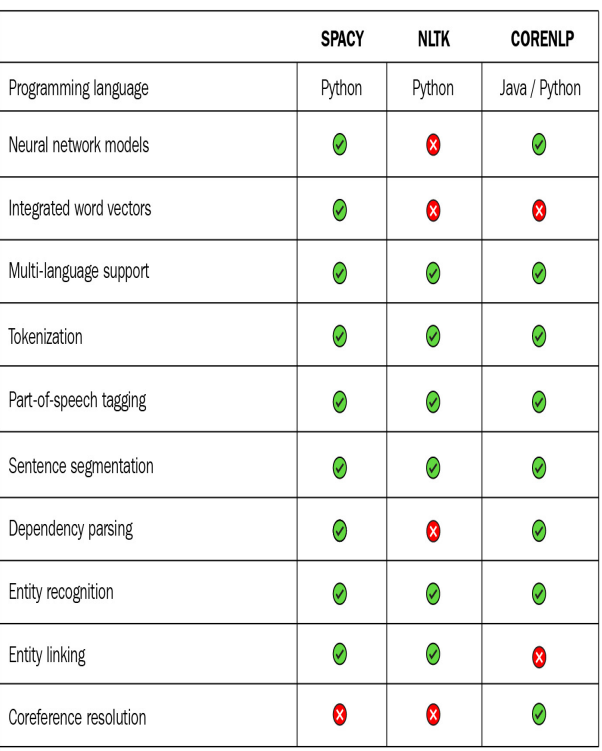 SPACY NLTK CORENLP
Programming language Python Python Java / Python
Neural network models
Integrated word vectors
Multi-language support
Tokenization
Part-of-speech tagging
Sentence segmentation
Dependency parsing
Entity recognition
Entity linking
Coreference resolution